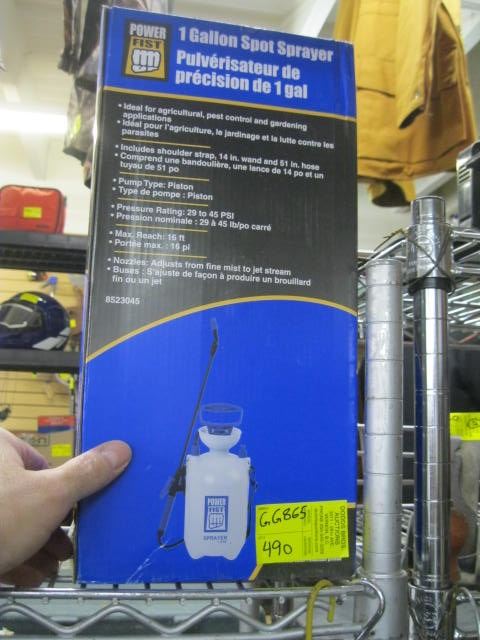 POWER
FIST
1 Gallon Spot Sprayer
Pulvérisateur de
précision de 1 gal
• Ideal for agricultural, pest control and gardening
applications
• Idéal pour l'agriculture, le jardinage et la lutte contre les
parasites
• Includes shoulder strap, 14 in. wand and 51 in. hose
• Comprend une bandoulière, une lance de 14 po et un
tuyau de 51 po
• Pump Type: Piston
• Type de pompe : Piston
• Pressure Rating: 29 to 45 PSI
• Pression nominale : 29 à 45 lb/po carré
• Max. Reach: 16 ft
• Portée max. : 16 pi
• Nozzles: Adjusts from fine mist to jet stream
• Buses : S'ajuste de façon à produire un brouillard
fin ou un jet
8523045
POWER
FIST
SPRAYER
GG865
490
DODDS BROS.
AUCTIONS